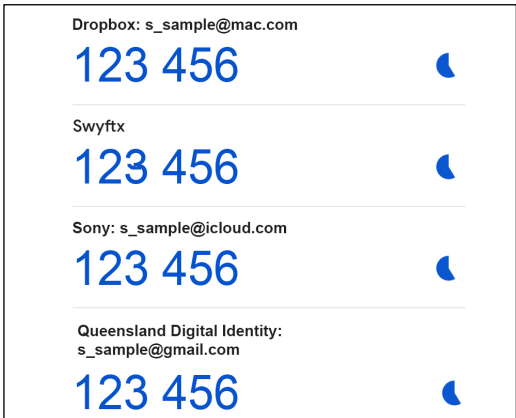 Dropbox: s_sample@mac.com
123 456
Swyftx
123 456
Sony: s_sample@icloud.com
123 456
Queensland Digital Identity:
s_sample@gmail.com
123 456